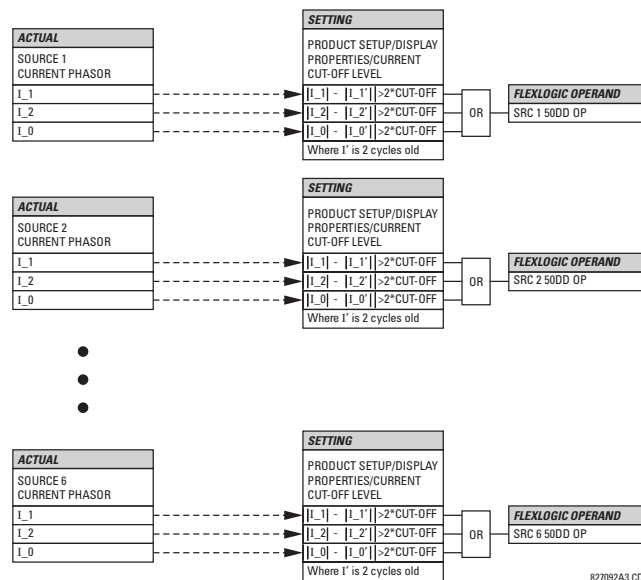 SETTING
ACTUAL
PRODUCT SETUP/DISPLAY
SOURCE 1
PROPERTIES/CURRENT
CURRENT PHASOR
CUT-OFF LEVEL
FLEXLOGIC OPERAND
I_1
|I_1| - |I_1'| >2*CUT-OFF
I_2
|I_2| - |I_2'| >2*CUT-OFF
OR
SRC 1 50DD OP
I_0
|I_0| - |I_0'| >2*CUT-OFF
Where I' is 2 cycles old
SETTING
ACTUAL
PRODUCT SETUP/DISPLAY
SOURCE 2
PROPERTIES/CURRENT
CURRENT PHASOR
CUT-OFF LEVEL
FLEXLOGIC OPERAND
I_1
|I_1| - |I_1'| >2*CUT-OFF
I_2
|I_2| - |I_2'| >2*CUT-OFF
OR
SRC 2 50DD OP
I_0
|I_0| - |I_0'| >2*CUT-OFF
Where I' is 2 cycles old
SETTING
ACTUAL
PRODUCT SETUP/DISPLAY
SOURCE 6
PROPERTIES/CURRENT
CURRENT PHASOR
CUT-OFF LEVEL
FLEXLOGIC OPERAND
I_1
|I_1| - |I_1'| >2*CUT-OFF
I_2
|I_2| - |I_2'| >2*CUT-OFF
OR
SRC 6 50DD OP
I_0
|I_0| - |I_0'| >2*CUT-OFF
Where I' is 2 cycles old